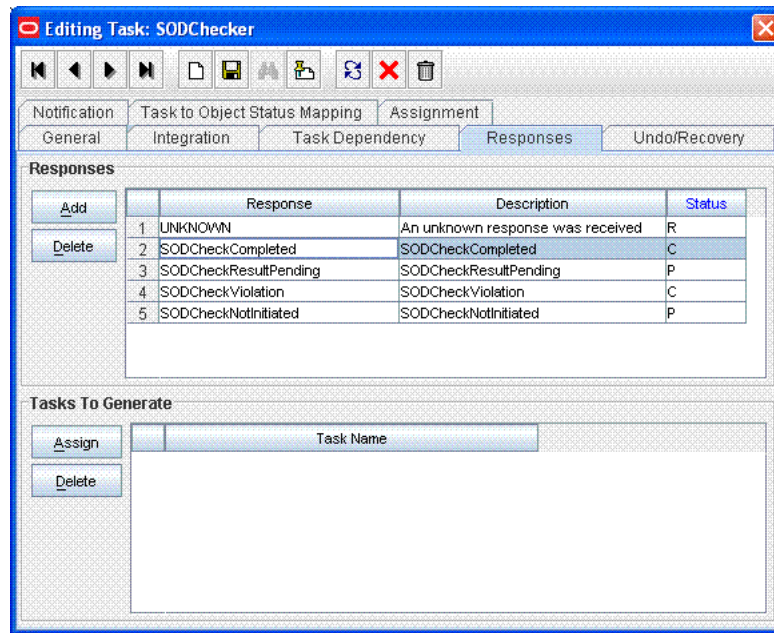 Editing Task: SODChecker
Notification Task to Object Status Mapping Assignment
General Integration Task Dependency Responses Undo/Recovery
Responses
Add
Delete
Response Description Status
1 UNKNOWN An unknown response was received R
2 SODCheckCompleted SODCheckCompleted C
3 SODCheckResultPending SODCheckResultPending P
4 SODCheckViolation SODCheckViolation C
5 SODCheckNotInitiated SODCheckNotInitiated P
Tasks To Generate
Assign
Delete
Task Name